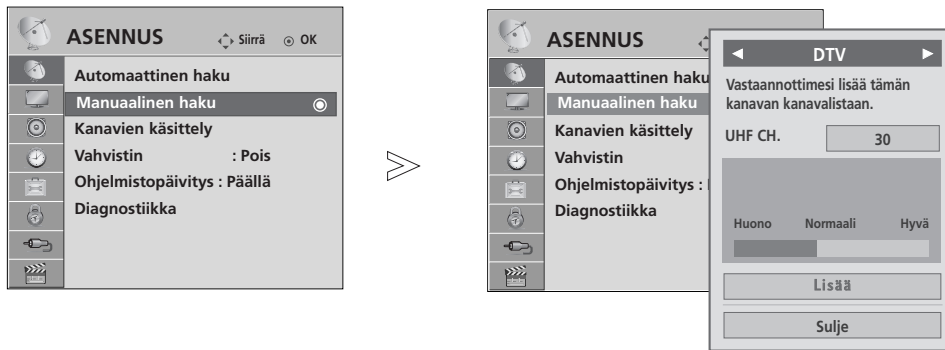 ASENNUS Siirrä OK
Automaattinen haku
Manuaalinen haku
Kanavien käsittely
Vahvistin : Pois
Ohjelmistopäivitys : Päällä
Diagnostiikka
ASENNUS
Automaattinen haku
Manuaalinen haku
Kanavien käsittely
Vahvistin
Ohjelmistopäivitys :
Diagnostiikka
DTV
Vastaannottimesi lisää tämän
kanavan kanavalistaan.
UHF CH. 30
Huono Normaali Hyvä
Lisää
Sulje